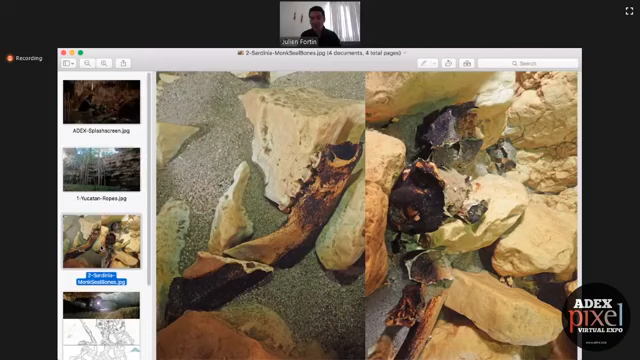 Julien Fortin
Recording
2-Sardinia-MonkSealBones.jpg (4 documents, 4 total pages)
Search
ADEX-Splashscreen.jpg
1-Yucatan-Ropes.jpg
2-Sardinia-
MonkSealBones.jpg
ADEX
pixel
VIRTUAL EXPO